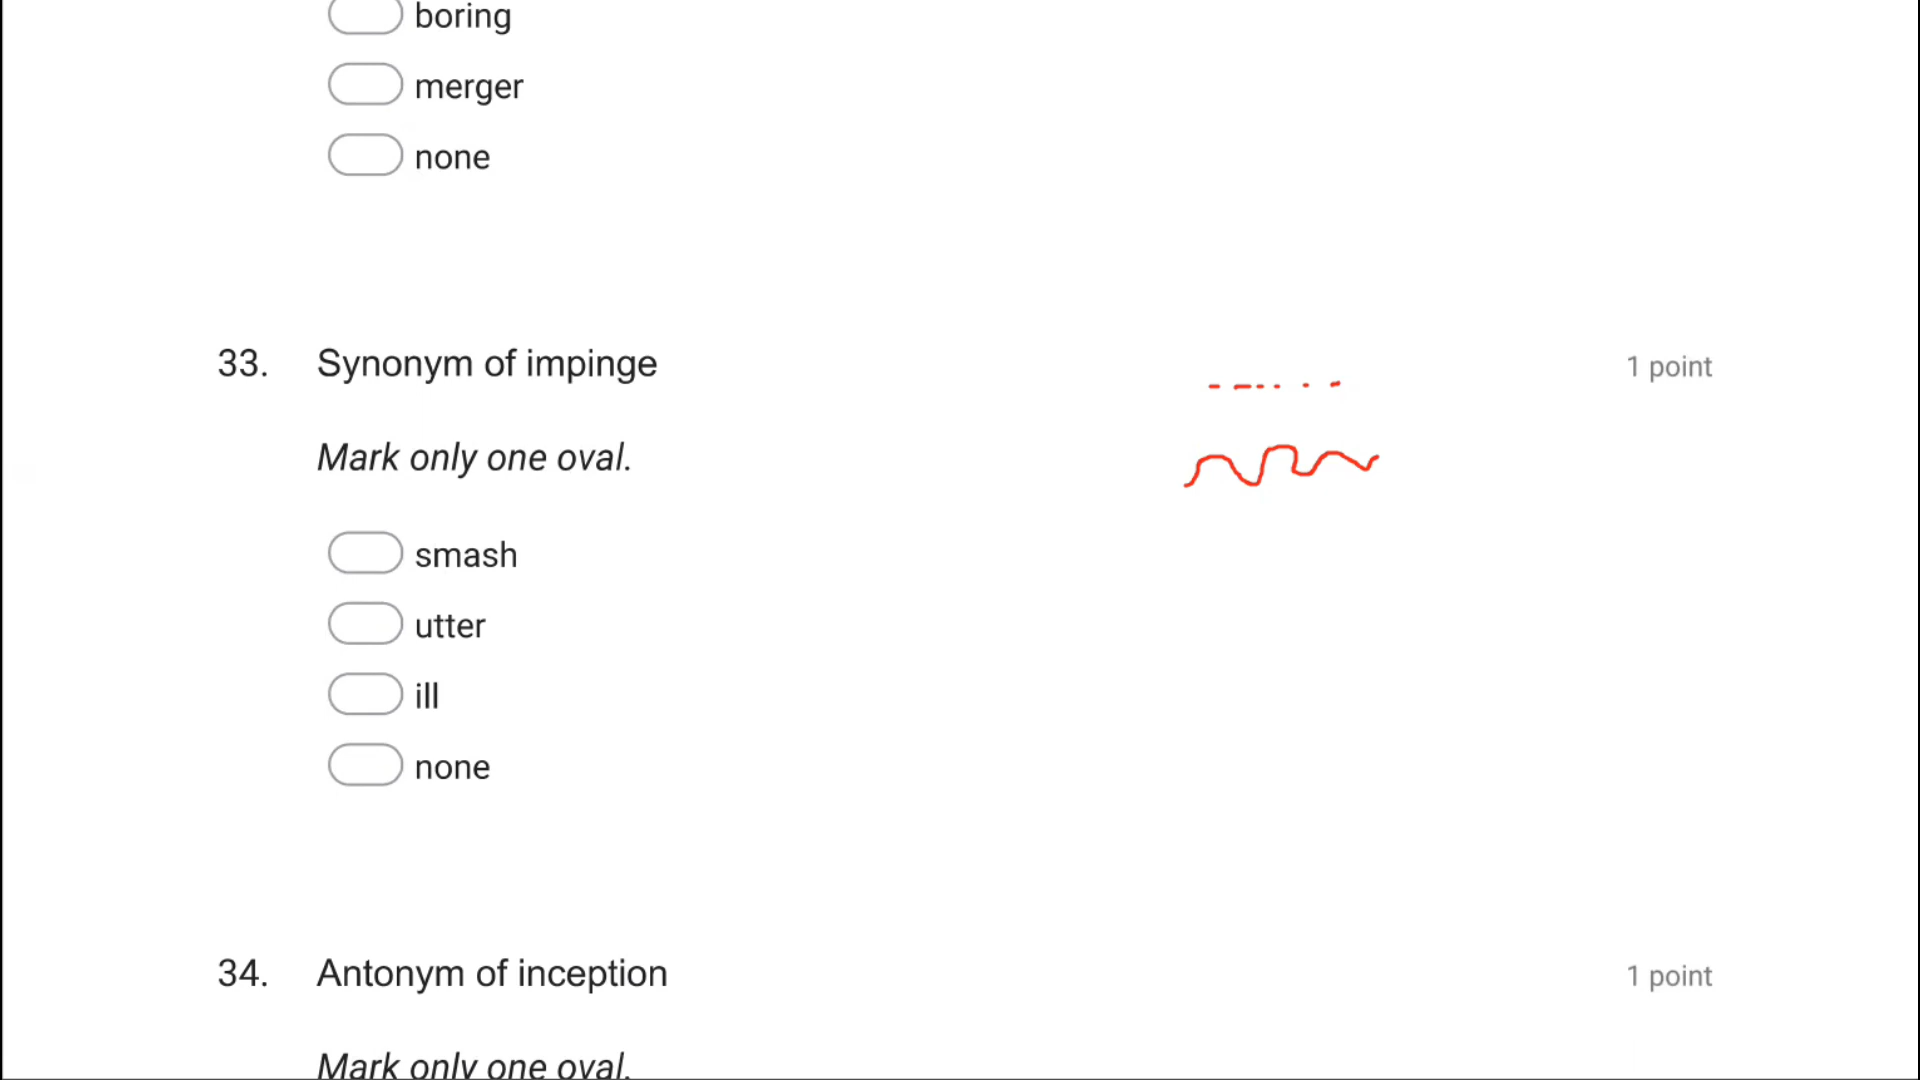 boring
merger
none
33. Synonym of impinge 1 point
Mark only one oval.
smash
utter
ill
none
34. Antonym of inception 1 point
Mark only one oval.